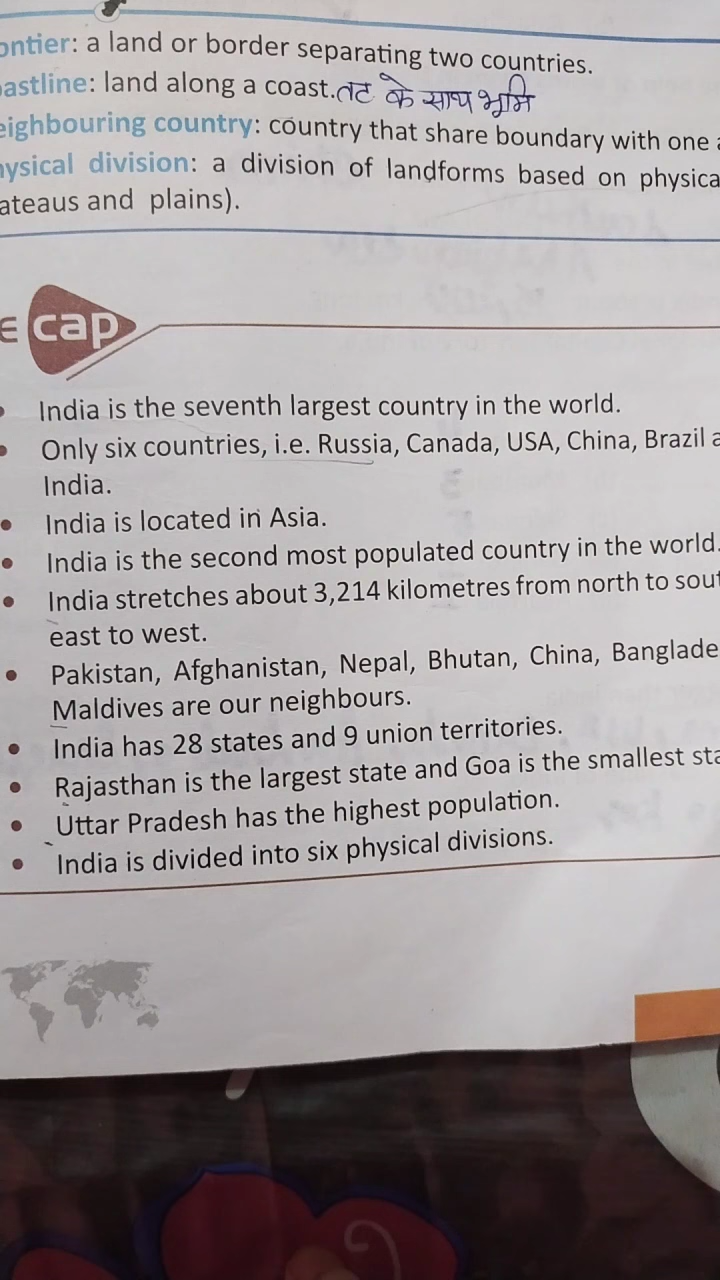 ontier: a land or border separating two countries.
astline: land along a coast. तट के साथ भूमि
eighbouring country: country that share boundary with one
ysical division: a division of landforms based on physica
ateaus and plains).
E cap
India is the seventh largest country in the world.
Only six countries, i.e. Russia, Canada, USA, China, Brazil a
India.
India is located in Asia.
India is the second most populated country in the world.
India stretches about 3,214 kilometres from north to sout
east to west.
Pakistan, Afghanistan, Nepal, Bhutan, China, Banglade
Maldives are our neighbours.
India has 28 states and 9 union territories.
Rajasthan is the largest state and Goa is the smallest sta
Uttar Pradesh has the highest population.
India is divided into six physical divisions.